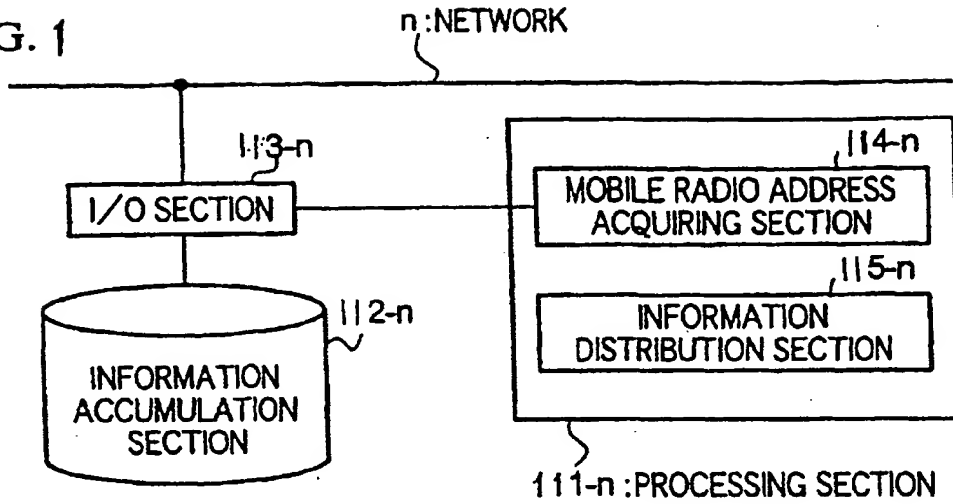 G. 1
n:NETWORK
113-n
I/O SECTION
114-n
MOBILE RADIO ADDRESS
ACQUIRING SECTION
115-n
INFORMATION
DISTRIBUTION SECTION
112-n
INFORMATION
ACCUMULATION
SECTION
111-n:PROCESSING SECTION